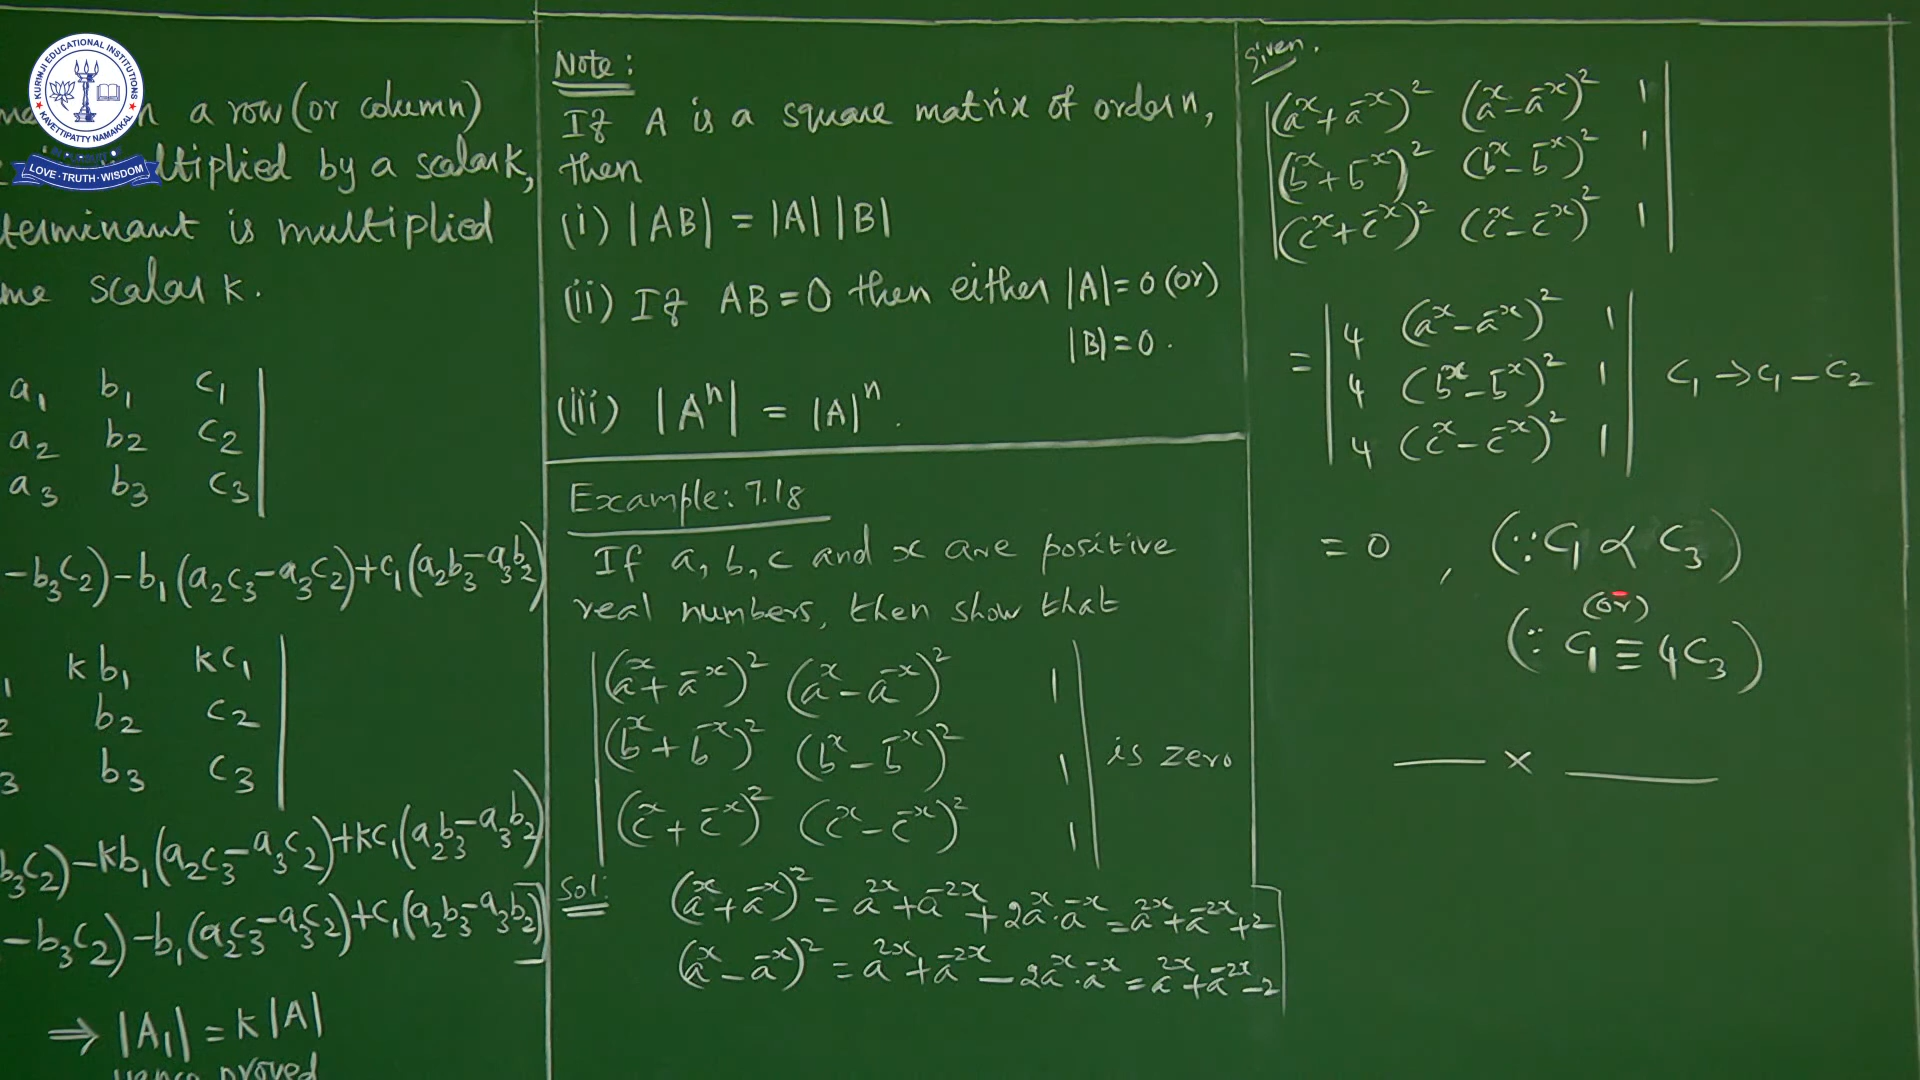 KURINJI EDUCATIONAL INSTITUTIONS
KAVETTIPATTY NAMAKKAL
LOVE · TRUTH · WISDOM
a row (or column)
ltiplied by a scalar k,
terminant is multiplied
me scalar k.
a₁ b₁ c₁
a₂ b₂ c₂
a₃ b₃ c₃
-b₃c₂)-b₁(a₂c₃-a₃c₂)+c₁(a₂b₃-a₃b₂)
1 kb₁ kc₁
2 b₂ c₂
3 b₃ c₃
b₃c₂)-kb₁(a₂c₃-a₃c₂)+kc₁(a₂b₃-a₃b₂)
-b₃c₂)-b₁(a₂c₃-a₃c₂)+c₁(a₂b₃-a₃b₂)]
⇒ |A₁| = k|A|
Hence proved
Note:
If A is a square matrix of order n,
then
(i) |AB| = |A| |B|
(ii) If AB=0 then either |A|=0 (or)
|B|=0.
(iii) |Aⁿ| = |A|ⁿ.
Example: 7.18
If a, b, c and x are positive
real numbers, then show that
|(aˣ+a⁻ˣ)² (aˣ-a⁻ˣ)² 1|
|(bˣ+b⁻ˣ)² (bˣ-b⁻ˣ)² 1| is zero
|(cˣ+c⁻ˣ)² (cˣ-c⁻ˣ)² 1|
Sol:
(aˣ+a⁻ˣ)² = a²ˣ+a⁻²ˣ+2aˣ·a⁻ˣ = a²ˣ+a⁻²ˣ+2
(aˣ-a⁻ˣ)² = a²ˣ+a⁻²ˣ-2aˣ·a⁻ˣ = a²ˣ+a⁻²ˣ-2
Given.
|(aˣ+a⁻ˣ)² (aˣ-a⁻ˣ)² 1|
|(bˣ+b⁻ˣ)² (bˣ-b⁻ˣ)² 1|
|(cˣ+c⁻ˣ)² (cˣ-c⁻ˣ)² 1|
|4 (aˣ-a⁻ˣ)² 1|
= |4 (bˣ-b⁻ˣ)² 1| C₁→C₁-C₂
|4 (cˣ-c⁻ˣ)² 1|
= 0 , (∵C₁ ∝ C₃)
(or)
(∵ C₁ ≡ 4C₃)
—— x ——